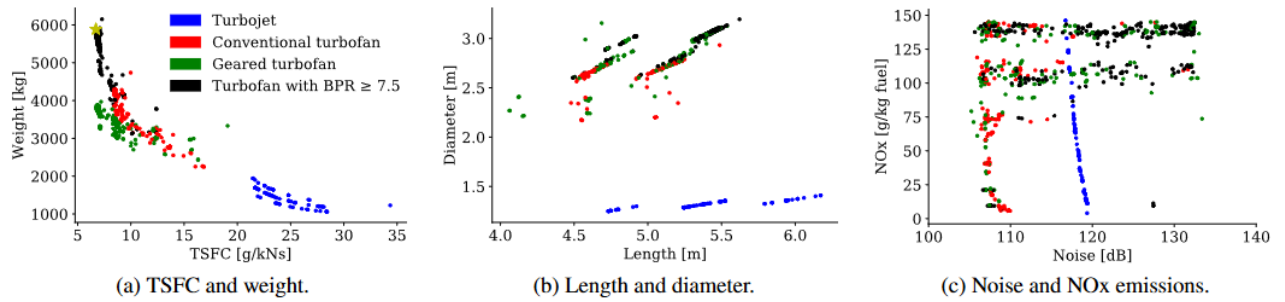 6000
5000
4000
3000
2000
1000
Weight [kg]
5 10 15 20 25 30 35
TSFC [g/kNs]
Turbojet
Conventional turbofan
Geared turbofan
Turbofan with BPR ≥ 7.5
(a) TSFC and weight.
3.0
2.5
2.0
1.5
Diameter [m]
4.0 4.5 5.0 5.5 6.0
Length [m]
(b) Length and diameter.
150
125
100
75
50
25
0
NOx [g/kg fuel]
100 110 120 130 140
Noise [dB]
(c) Noise and NOx emissions.